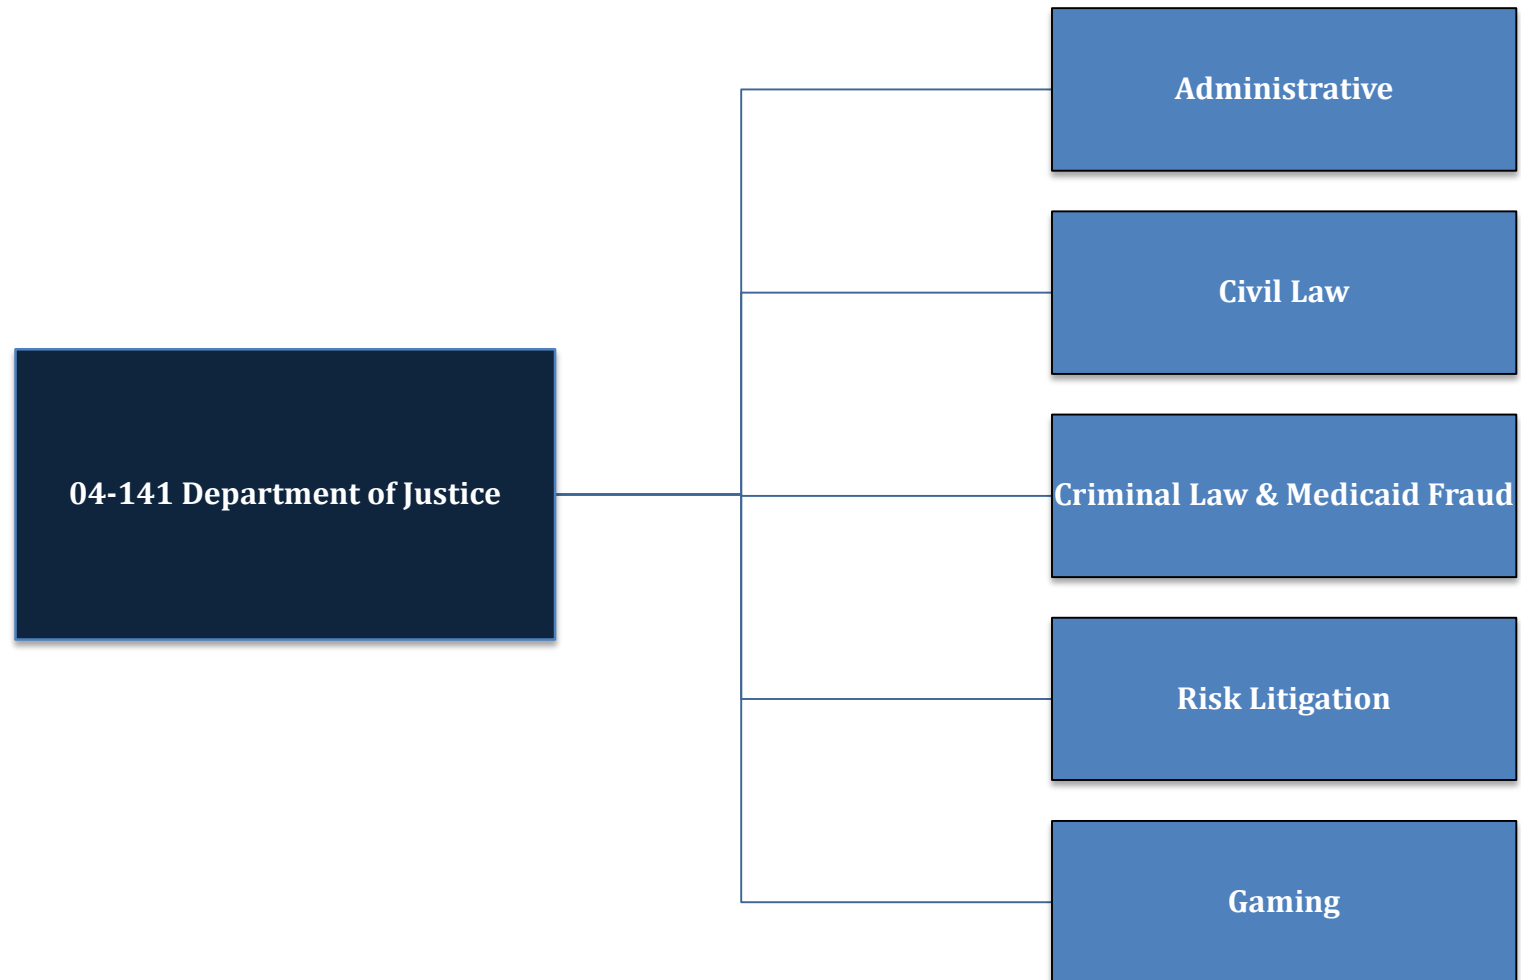 Administrative
Civil Law
04-141 Department of Justice
Criminal Law & Medicaid Fraud
Risk Litigation
Gaming